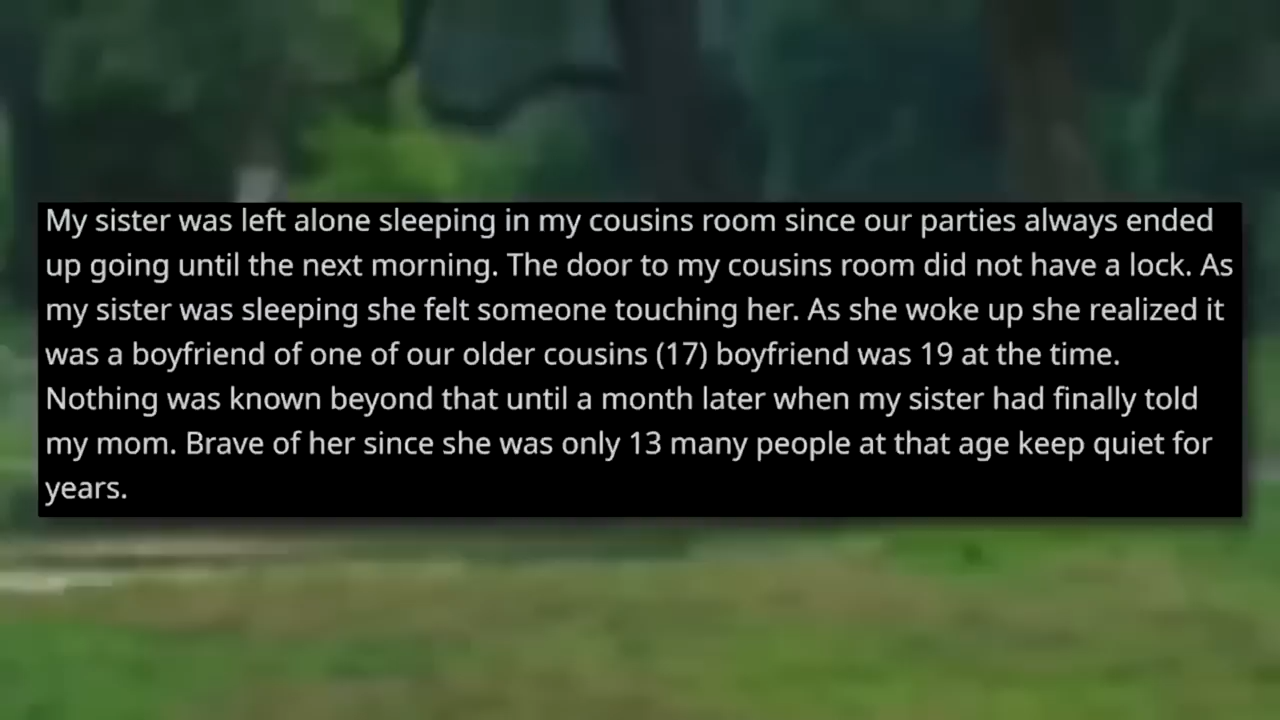 My sister was left alone sleeping in my cousins room since our parties always ended
up going until the next morning. The door to my cousins room did not have a lock. As
my sister was sleeping she felt someone touching her. As she woke up she realized it
was a boyfriend of one of our older cousins (17) boyfriend was 19 at the time.
Nothing was known beyond that until a month later when my sister had finally told
my mom. Brave of her since she was only 13 many people at that age keep quiet for
years.